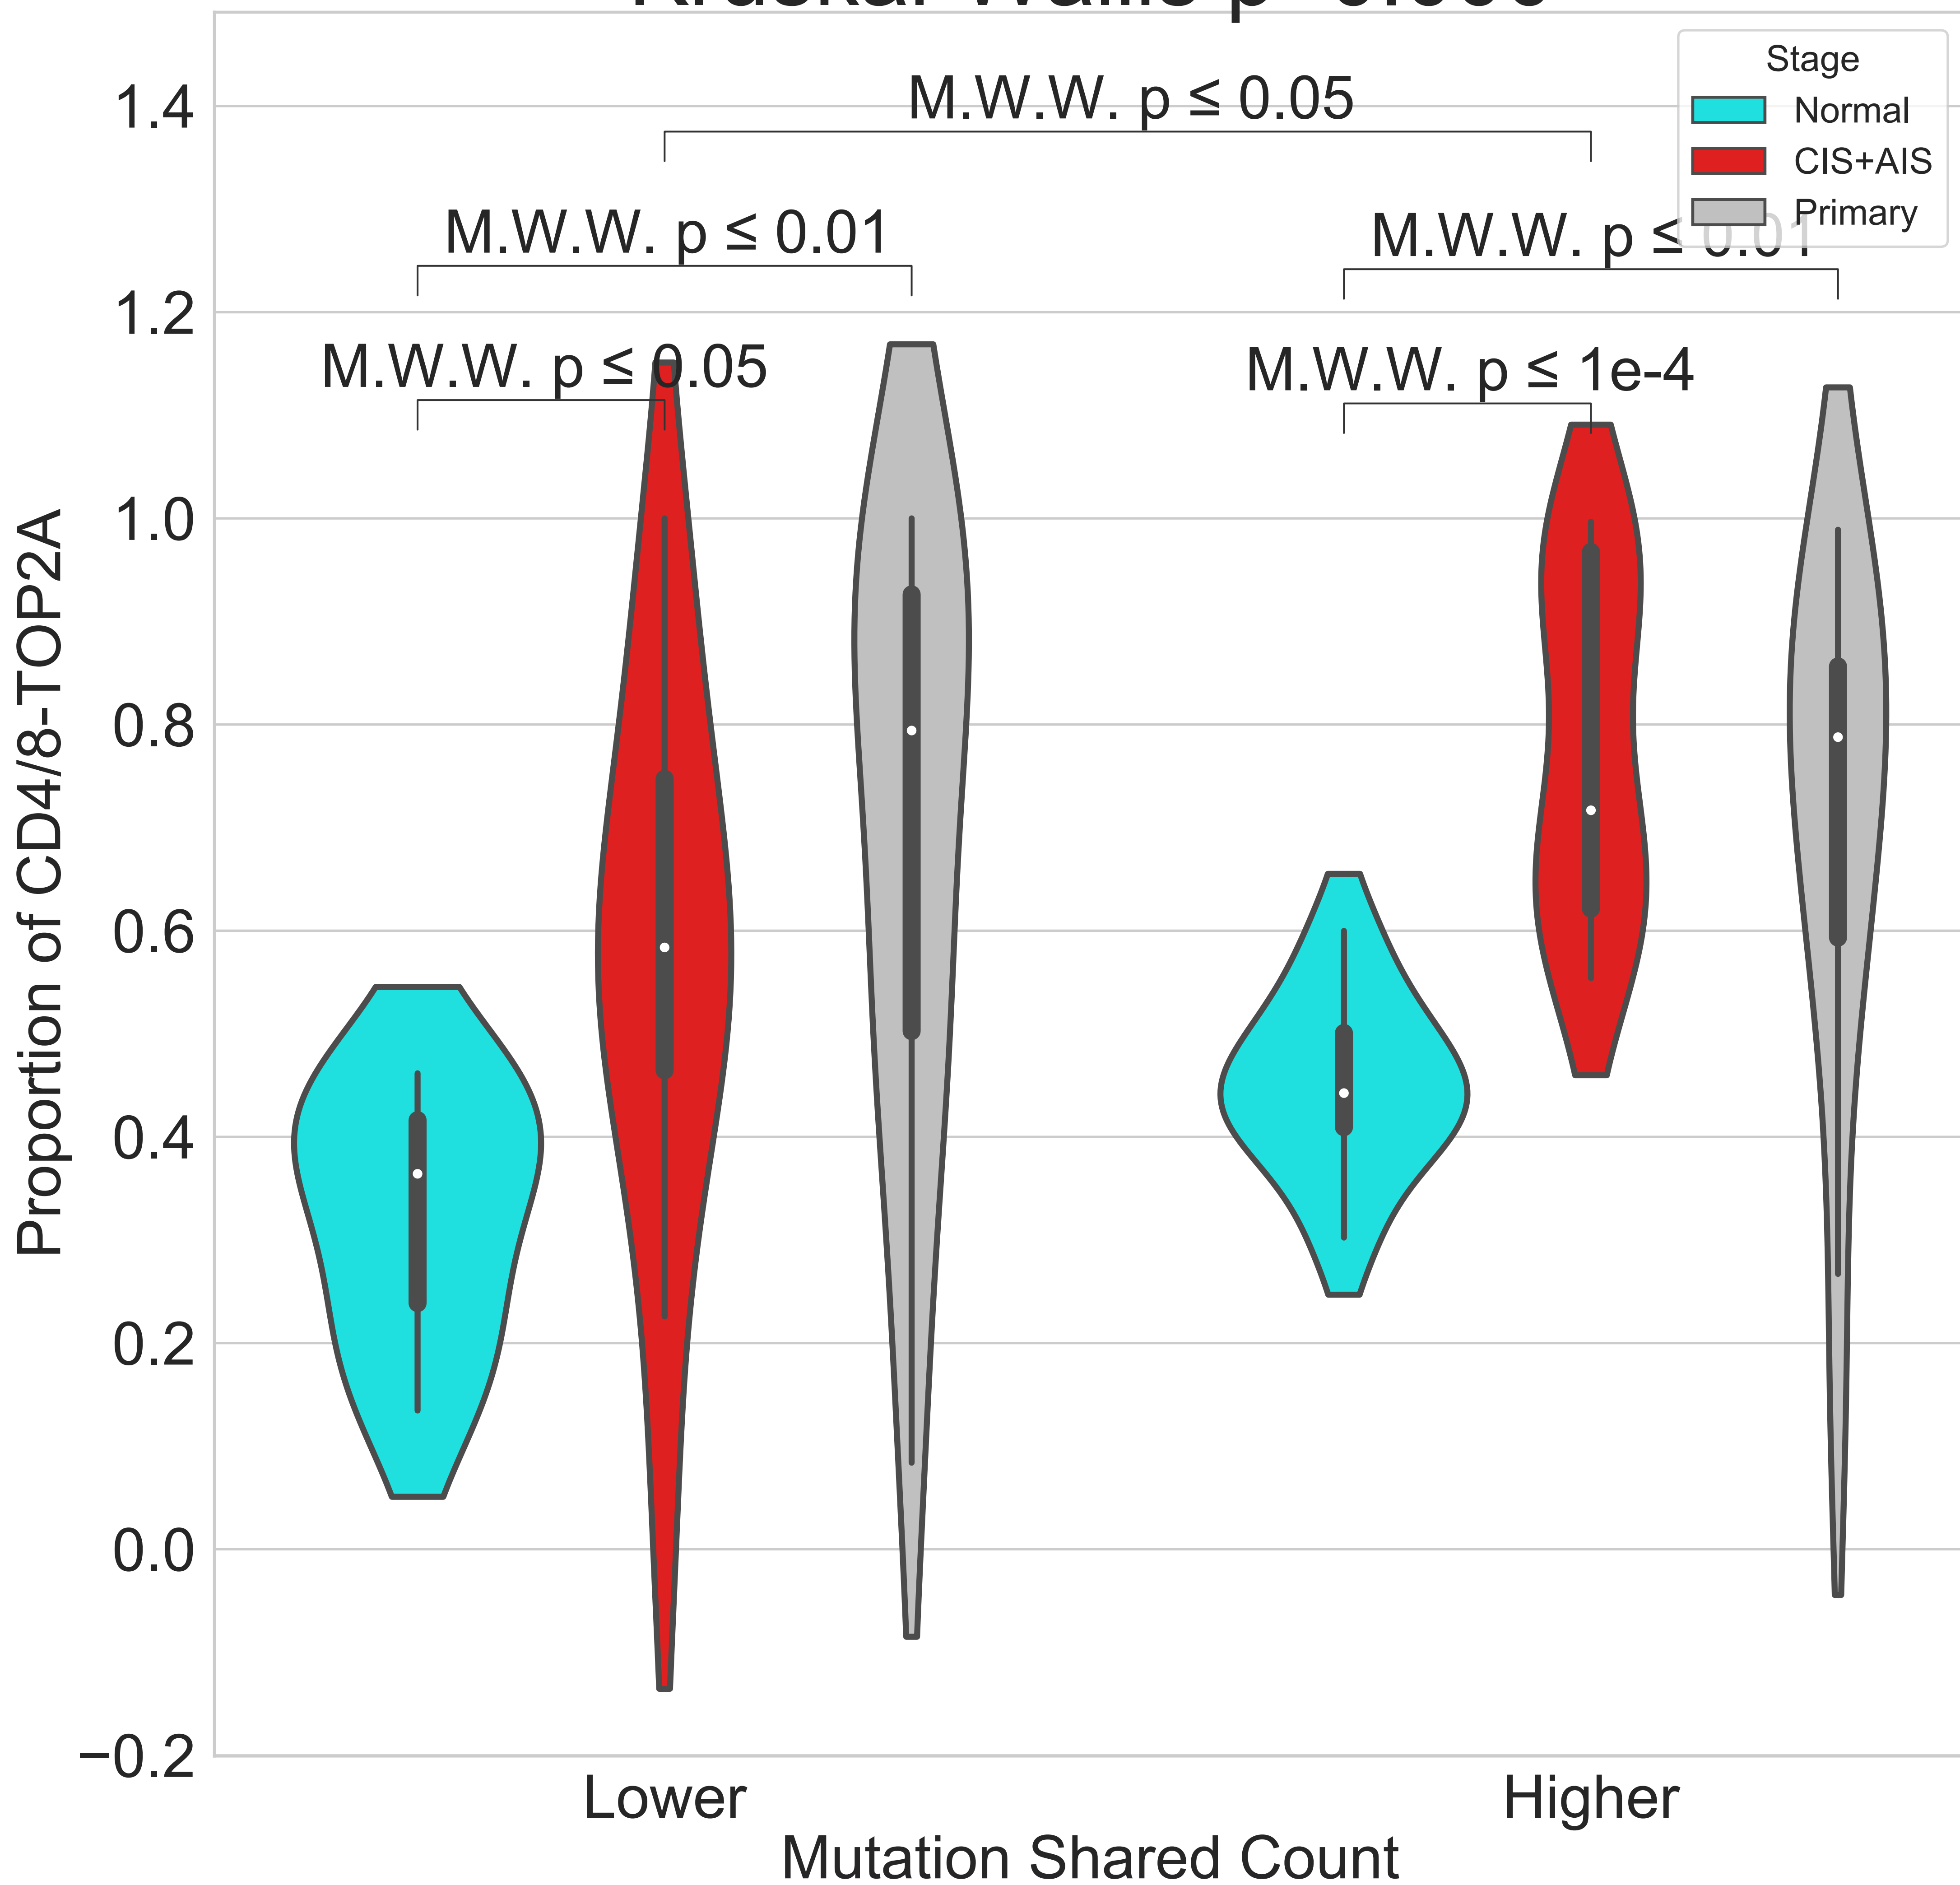 Stage
Normal
CIS+AIS
Primary
M.W.W. p ≤ 0.05
M.W.W. p ≤ 0.01
M.W.W. p ≤ 0.01
M.W.W. p ≤ 0.05
M.W.W. p ≤ 1e-4
1.4
1.2
1.0
0.8
0.6
0.4
0.2
0.0
−0.2
Proportion of CD4/8-TOP2A
Lower
Higher
Mutation Shared Count